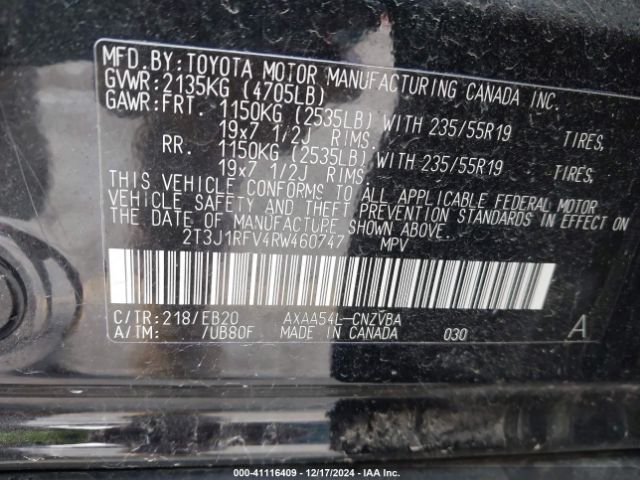 MFD. BY: TOYOTA MOTOR MANUFACTURING CANADA INC.
GVWR: 2135KG (4705LB)
GAWR: FRT. 1150KG (2535LB) WITH 235/55R19 TIRES,
19x7 1/2J RIMS.
RR. 1150KG (2535LB) WITH 235/55R19 TIRES,
19x7 1/2J RIMS.
THIS VEHICLE CONFORMS TO ALL APPLICABLE FEDERAL MOTOR
VEHICLE SAFETY AND THEFT PREVENTION STANDARDS IN EFFECT ON
THE DATE OF MANUFACTURE SHOWN ABOVE.
2T3J1RFV4RW460747 MPV
C/TR: 218/EB20 AXAA54L-CNZVBA A
A/TM: /UB80F MADE IN CANADA 030
000-41116409 - 12/17/2024 - IAA Inc.